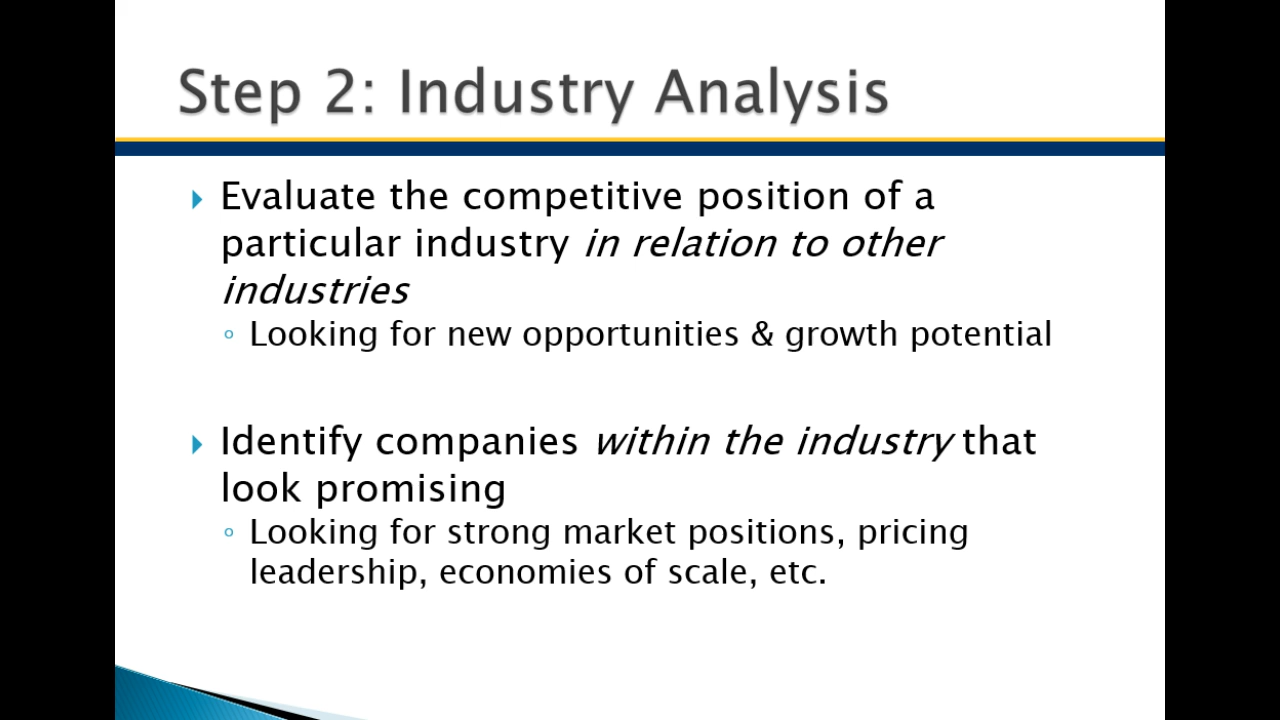 Step 2: Industry Analysis
Evaluate the competitive position of a
particular industry in relation to other
industries
Looking for new opportunities & growth potential
Identify companies within the industry that
look promising
Looking for strong market positions, pricing
leadership, economies of scale, etc.